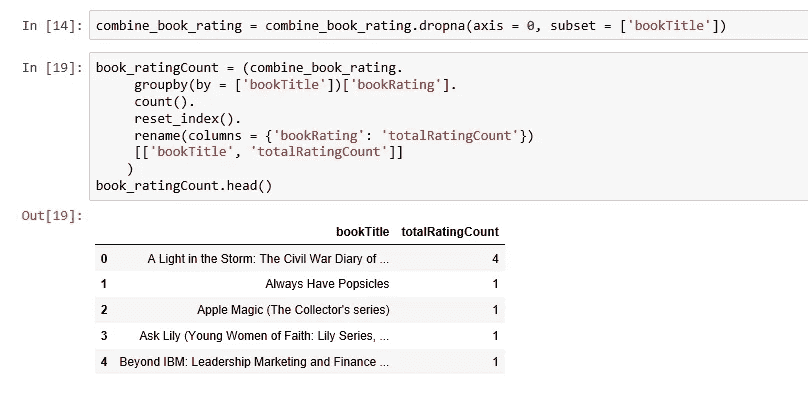 In [14]: combine_book_rating = combine_book_rating.dropna(axis = 0, subset = ['bookTitle'])
In [19]: book_ratingCount = (combine_book_rating.
groupby(by = ['bookTitle'])['bookRating'].
count().
reset_index().
rename(columns = {'bookRating': 'totalRatingCount'})
[['bookTitle', 'totalRatingCount']]
)
book_ratingCount.head()
Out[19]:
bookTitle totalRatingCount
0 A Light in the Storm: The Civil War Diary of ... 4
1 Always Have Popsicles 1
2 Apple Magic (The Collector's series) 1
3 Ask Lily (Young Women of Faith: Lily Series, ... 1
4 Beyond IBM: Leadership Marketing and Finance ... 1